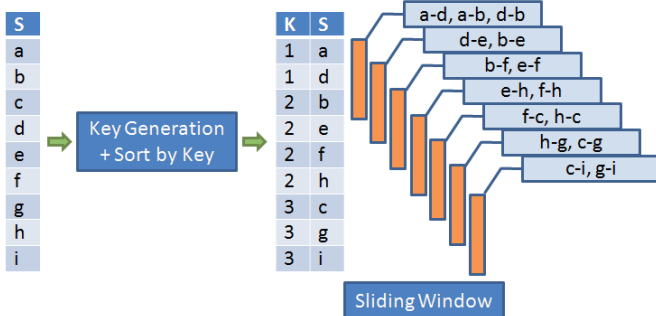 S
a
b
c
d
e
f
g
h
i
Key Generation
+ Sort by Key
K S
1 a
1 d
2 b
2 e
2 f
2 h
3 c
3 g
3 i
a-d, a-b, d-b
d-e, b-e
b-f, e-f
e-h, f-h
f-c, h-c
h-g, c-g
c-i, g-i
Sliding Window